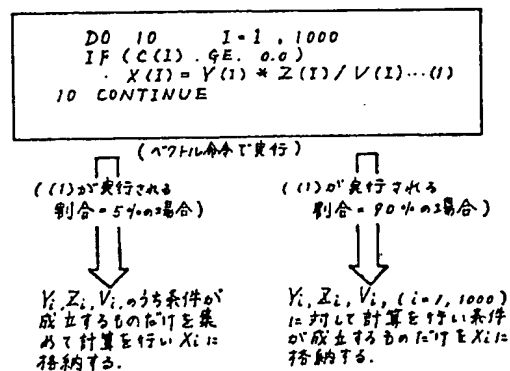 DO 10 I=1,1000
IF(C(I).GE.0.0)
・X(I)=Y(I)*Z(I)/V(I)…(1)
10 CONTINUE
(ベクトル命令で実行)
((1)が実行される
割合=5%の場合)
((1)が実行される
割合=90%の場合)
Yi,Zi,Vi,のうち条件が
成立するものだけを集
めて計算を行いXiに
格納する.
Yi,Zi,Vi,(i=1,1000)
に対して計算を行い条件
が成立するものだけをXiに
格納する.